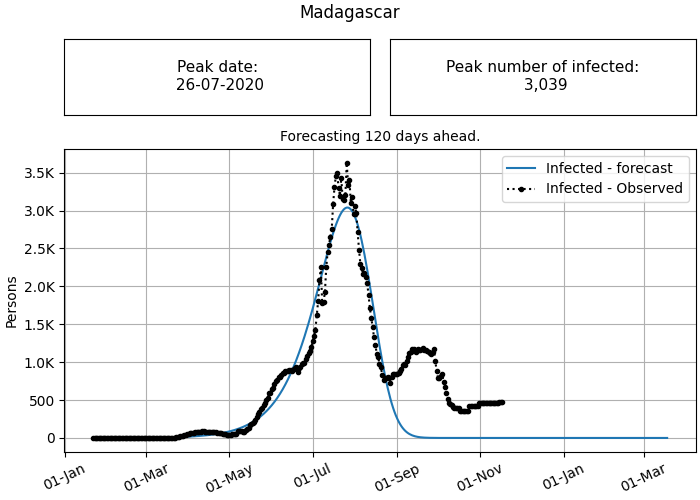 Madagascar
Peak date:
26-07-2020
Peak number of infected:
3,039
Forecasting 120 days ahead.
Infected - forecast
Infected - Observed
3.5K
3.0K
2.5K
2.0K
1.5K
1.0K
500
0
Persons
01-Jan
01-Mar
01-May
01-Jul
01-Sep
01-Nov
01-Jan
01-Mar